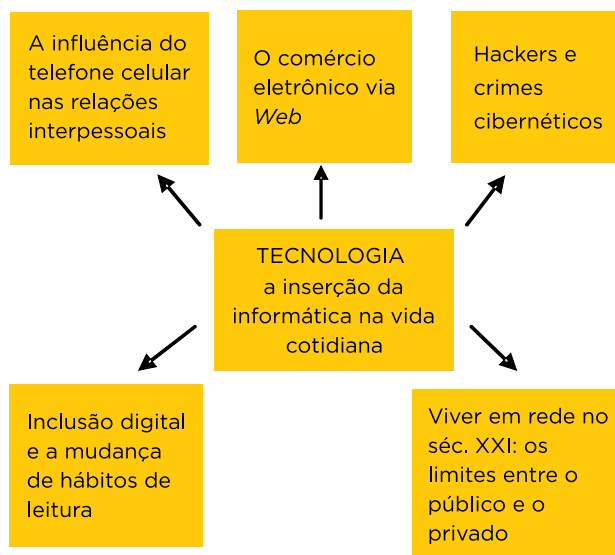 A influência do
telefone celular
nas relações
interpessoais
O comércio
eletrônico via
Web
Hackers e
crimes
cibernéticos
TECNOLOGIA
a inserção da
informática na vida
cotidiana
Inclusão digital
e a mudança
de hábitos de
leitura
Viver em rede no
séc. XXI: os
limites entre o
público e o
privado